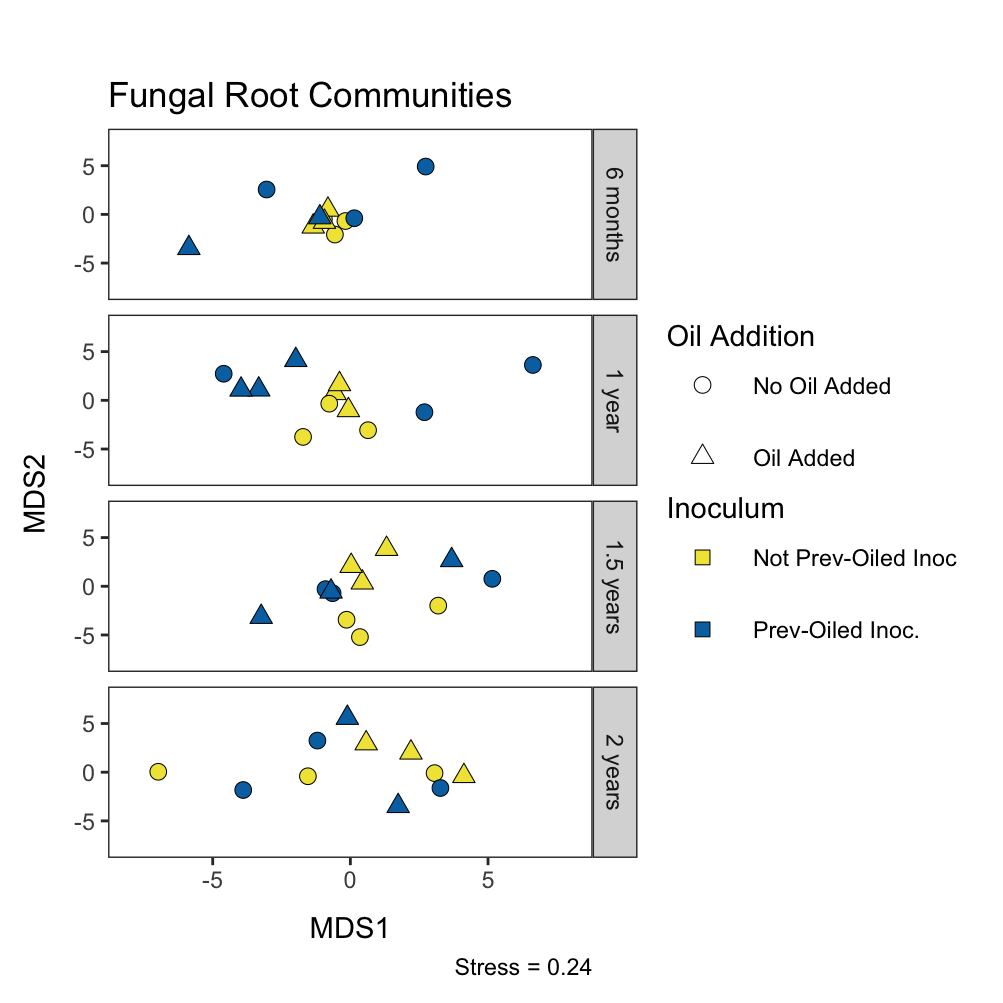 Fungal Root Communities
5
0
-5
6 months
5
0
-5
1 year
5
0
-5
1.5 years
5
0
-5
2 years
-5 0 5
MDS2
MDS1
Stress = 0.24
Oil Addition
No Oil Added
Oil Added
Inoculum
Not Prev-Oiled Inoc
Prev-Oiled Inoc.